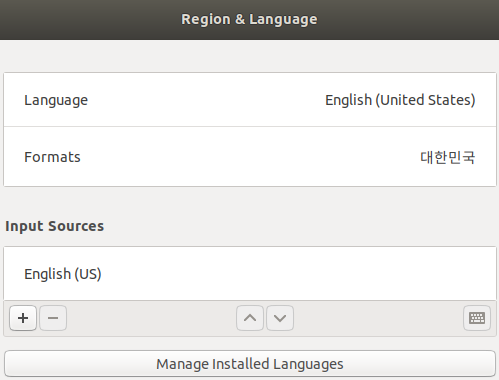 Region & Language
Language English (United States)
Formats 대한민국
Input Sources
English (US)
Manage Installed Languages